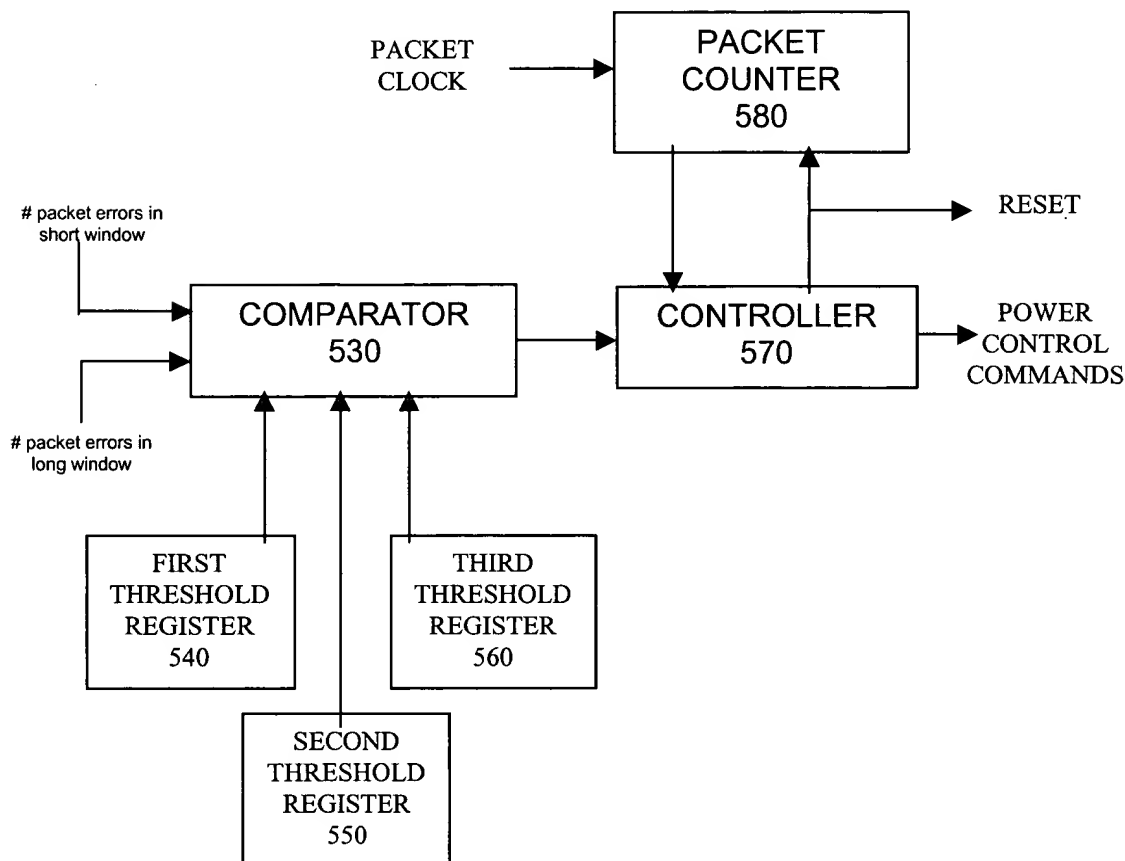 PACKET
CLOCK
PACKET
COUNTER
580
# packet errors in
short window
RESET
COMPARATOR
530
CONTROLLER
570
POWER
CONTROL
COMMANDS
# packet errors in
long window
FIRST
THRESHOLD
REGISTER
540
THIRD
THRESHOLD
REGISTER
560
SECOND
THRESHOLD
REGISTER
550